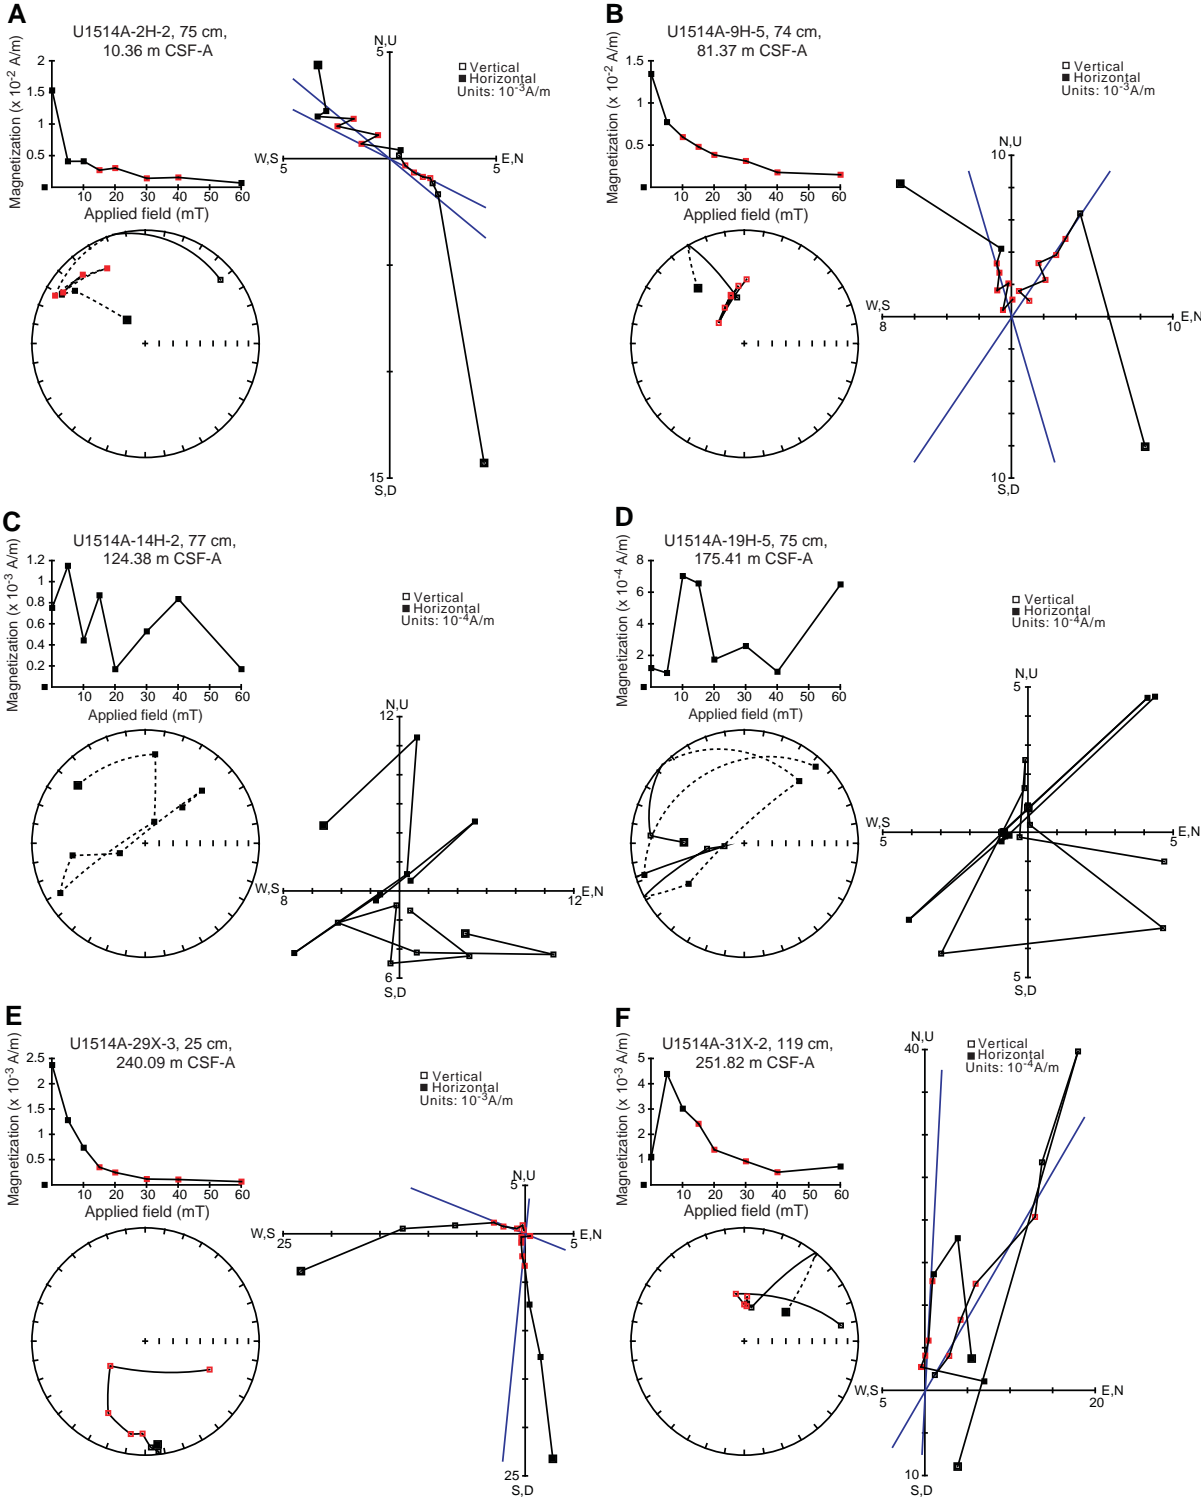 A
U1514A-2H-2, 75 cm,
10.36 m CSF-A
Magnetization (x 10-2 A/m)
2
1.5
1
0.5
10 20 30 40 50 60
Applied field (mT)
N,U
5
Vertical
Horizontal
Units: 10-3A/m
W,S
5
E,N
5
15
S,D
B
U1514A-9H-5, 74 cm,
81.37 m CSF-A
Magnetization (x 10-2 A/m)
1.5
1
0.5
10 20 30 40 50 60
Applied field (mT)
Vertical
Horizontal
Units: 10-3A/m
N,U
10
W,S
8
E,N
10
10
S,D
C
U1514A-14H-2, 77 cm,
124.38 m CSF-A
Magnetization (x 10-3 A/m)
1.2
1
0.8
0.6
0.4
0.2
10 20 30 40 50 60
Applied field (mT)
Vertical
Horizontal
Units: 10-4A/m
N,U
12
W,S
8
E,N
12
6
S,D
D
U1514A-19H-5, 75 cm,
175.41 m CSF-A
Magnetization (x 10-4 A/m)
8
6
4
2
10 20 30 40 50 60
Applied field (mT)
Vertical
Horizontal
Units: 10-4A/m
N,U
5
W,S
5
E,N
5
5
S,D
E
U1514A-29X-3, 25 cm,
240.09 m CSF-A
Magnetization (x 10-3 A/m)
2.5
2
1.5
1
0.5
10 20 30 40 50 60
Applied field (mT)
Vertical
Horizontal
Units: 10-3A/m
N,U
5
W,S
25
E,N
5
25
S,D
F
U1514A-31X-2, 119 cm,
251.82 m CSF-A
Magnetization (x 10-3 A/m)
5
4
3
2
1
10 20 30 40 50 60
Applied field (mT)
N,U
40
Vertical
Horizontal
Units: 10-4A/m
W,S
5
E,N
20
10
S,D